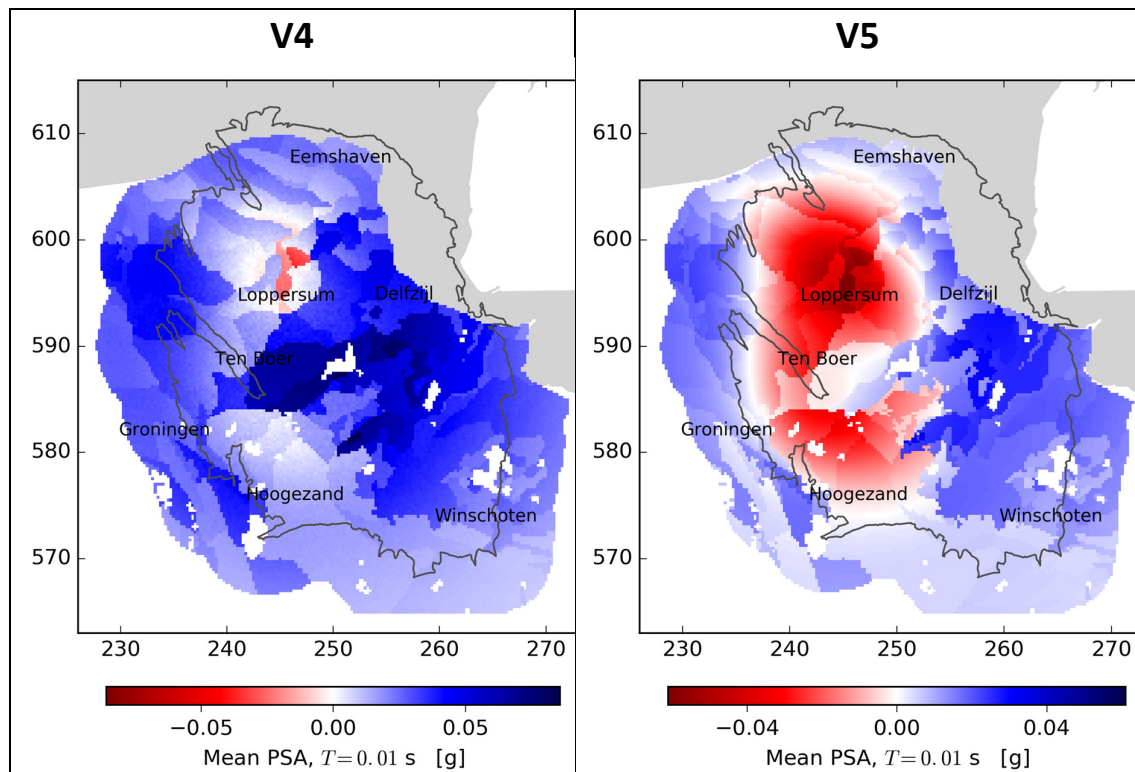 V4
610
600
590
580
570
Eemshaven
Loppersum
Delfzijl
Ten Boer
Groningen
Hoogezand
Winschoten
230 240 250 260 270
−0.05 0.00 0.05
Mean PSA, T = 0.01 s [g]
V5
610
600
590
580
570
Eemshaven
Loppersum
Delfzijl
Ten Boer
Groningen
Hoogezand
Winschoten
230 240 250 260 270
−0.04 0.00 0.04
Mean PSA, T = 0.01 s [g]